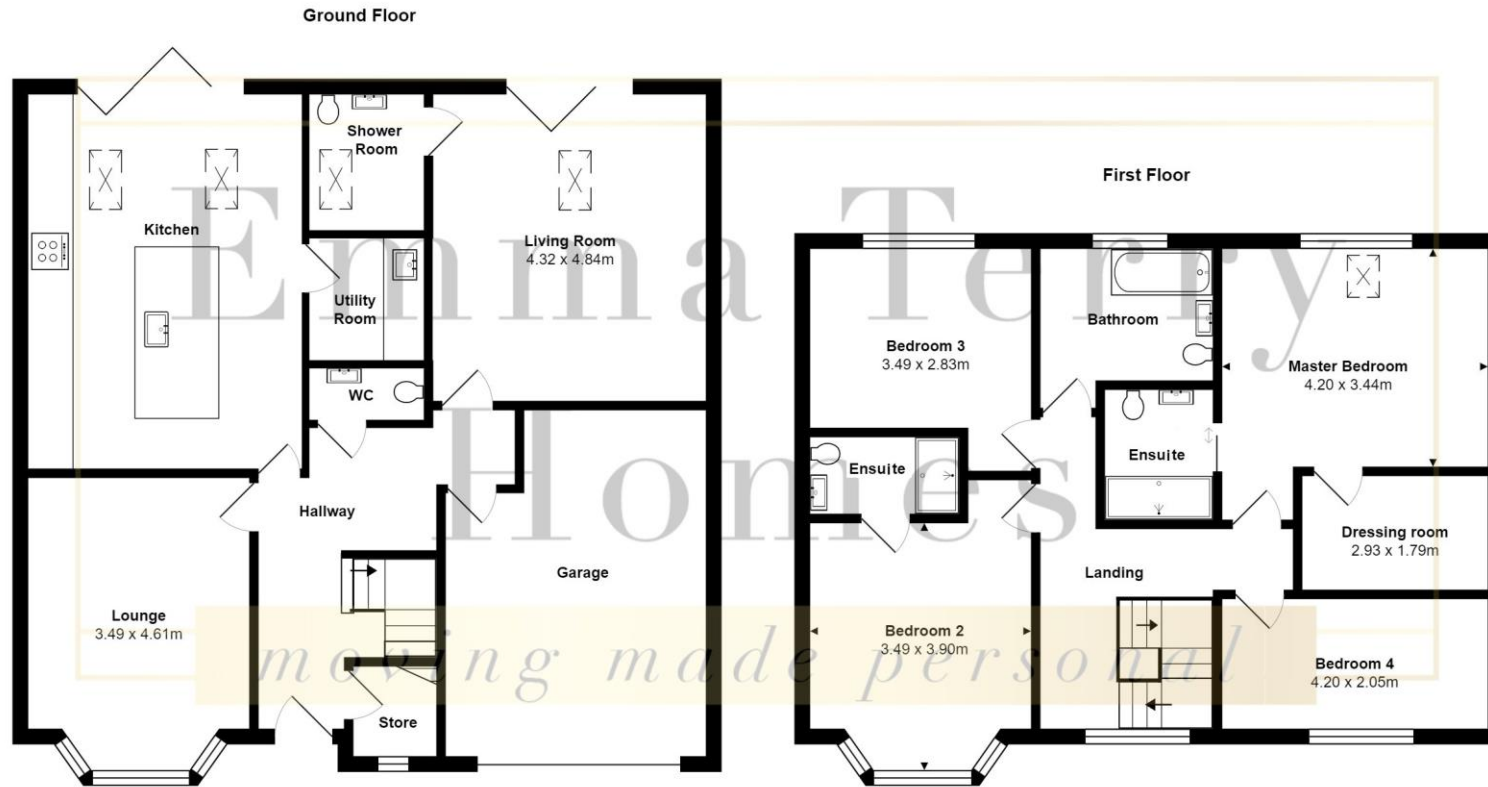 Ground Floor
Shower
Room
Kitchen
Living Room
4.32 x 4.84m
Utility
Room
WC
Hallway
Lounge
3.49 x 4.61m
Garage
Store
First Floor
Bathroom
Bedroom 3
3.49 x 2.83m
Master Bedroom
4.20 x 3.44m
Ensuite
Ensuite
Dressing room
2.93 x 1.79m
Landing
Bedroom 2
3.49 x 3.90m
Bedroom 4
4.20 x 2.05m
Emma Terry
Homes
moving made personal